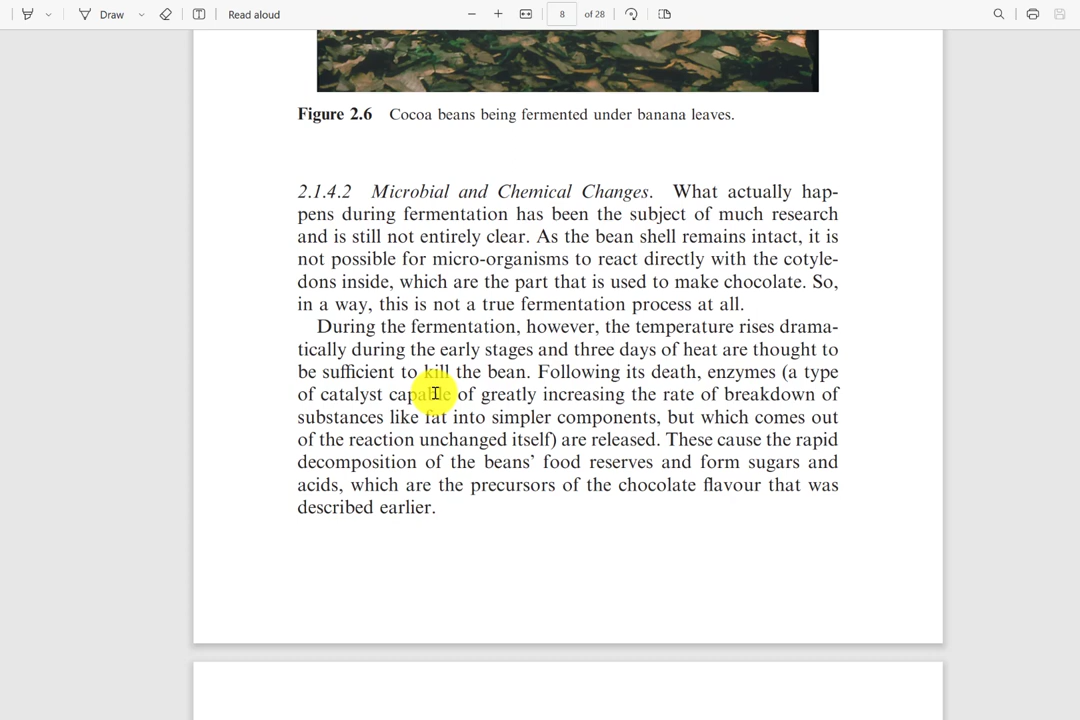 Draw
Read aloud
8
of 28
Figure 2.6 Cocoa beans being fermented under banana leaves.
2.1.4.2 Microbial and Chemical Changes. What actually hap-
pens during fermentation has been the subject of much research
and is still not entirely clear. As the bean shell remains intact, it is
not possible for micro-organisms to react directly with the cotyle-
dons inside, which are the part that is used to make chocolate. So,
in a way, this is not a true fermentation process at all.
During the fermentation, however, the temperature rises drama-
tically during the early stages and three days of heat are thought to
be sufficient to kill the bean. Following its death, enzymes (a type
of catalyst capable of greatly increasing the rate of breakdown of
substances like fat into simpler components, but which comes out
of the reaction unchanged itself) are released. These cause the rapid
decomposition of the beans' food reserves and form sugars and
acids, which are the precursors of the chocolate flavour that was
described earlier.